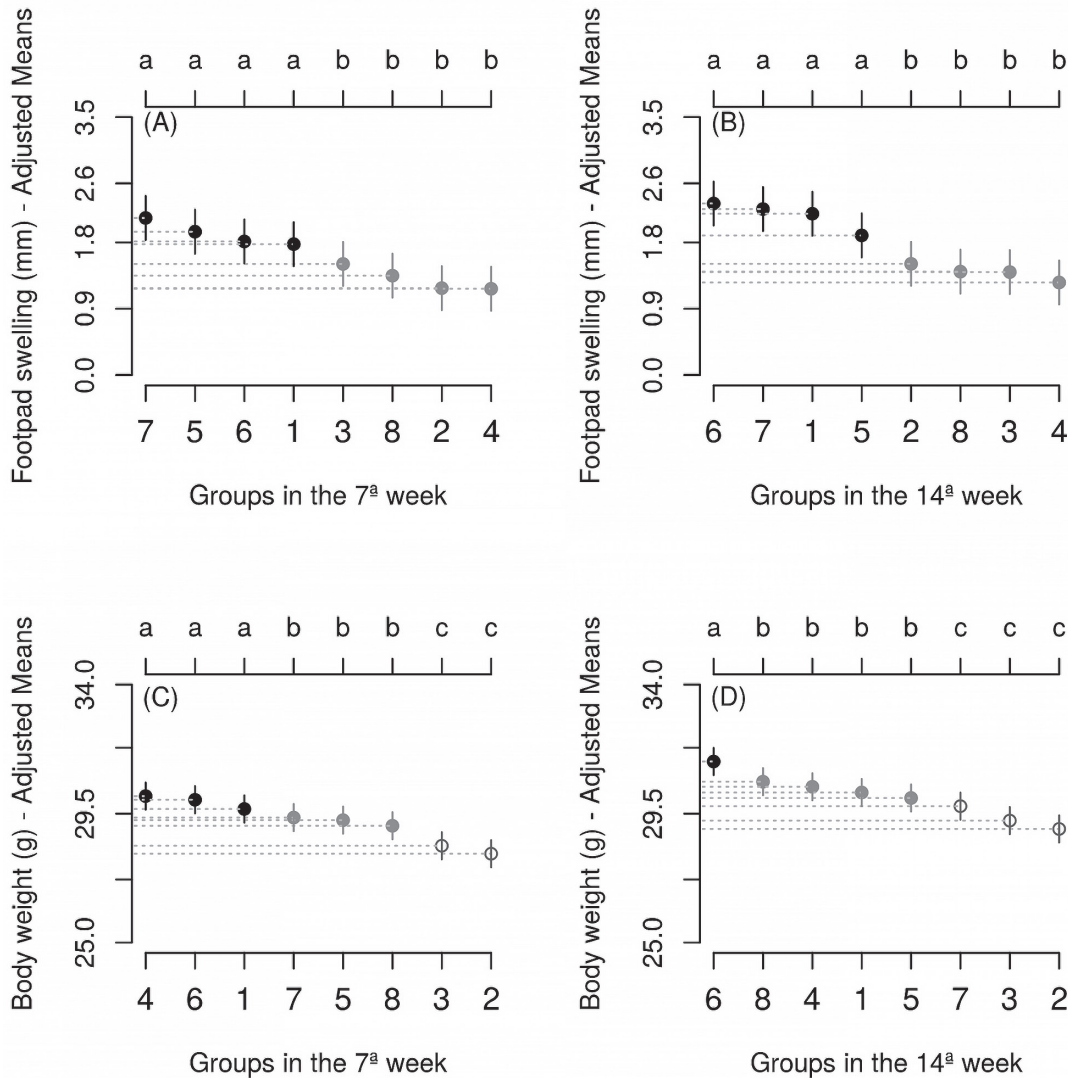 a a a a b b b b
Footpad swelling (mm) - Adjusted Means
(A)
3.5
2.6
1.8
0.9
0.0
7 5 6 1 3 8 2 4
Groups in the 7ª week
a a a a b b b b
Footpad swelling (mm) - Adjusted Means
(B)
3.5
2.6
1.8
0.9
0.0
6 7 1 5 2 8 3 4
Groups in the 14ª week
a a a b b b c c
Body weight (g) - Adjusted Means
(C)
34.0
29.5
25.0
4 6 1 7 5 8 3 2
Groups in the 7ª week
a b b b b c c c
Body weight (g) - Adjusted Means
(D)
34.0
29.5
25.0
6 8 4 1 5 7 3 2
Groups in the 14ª week